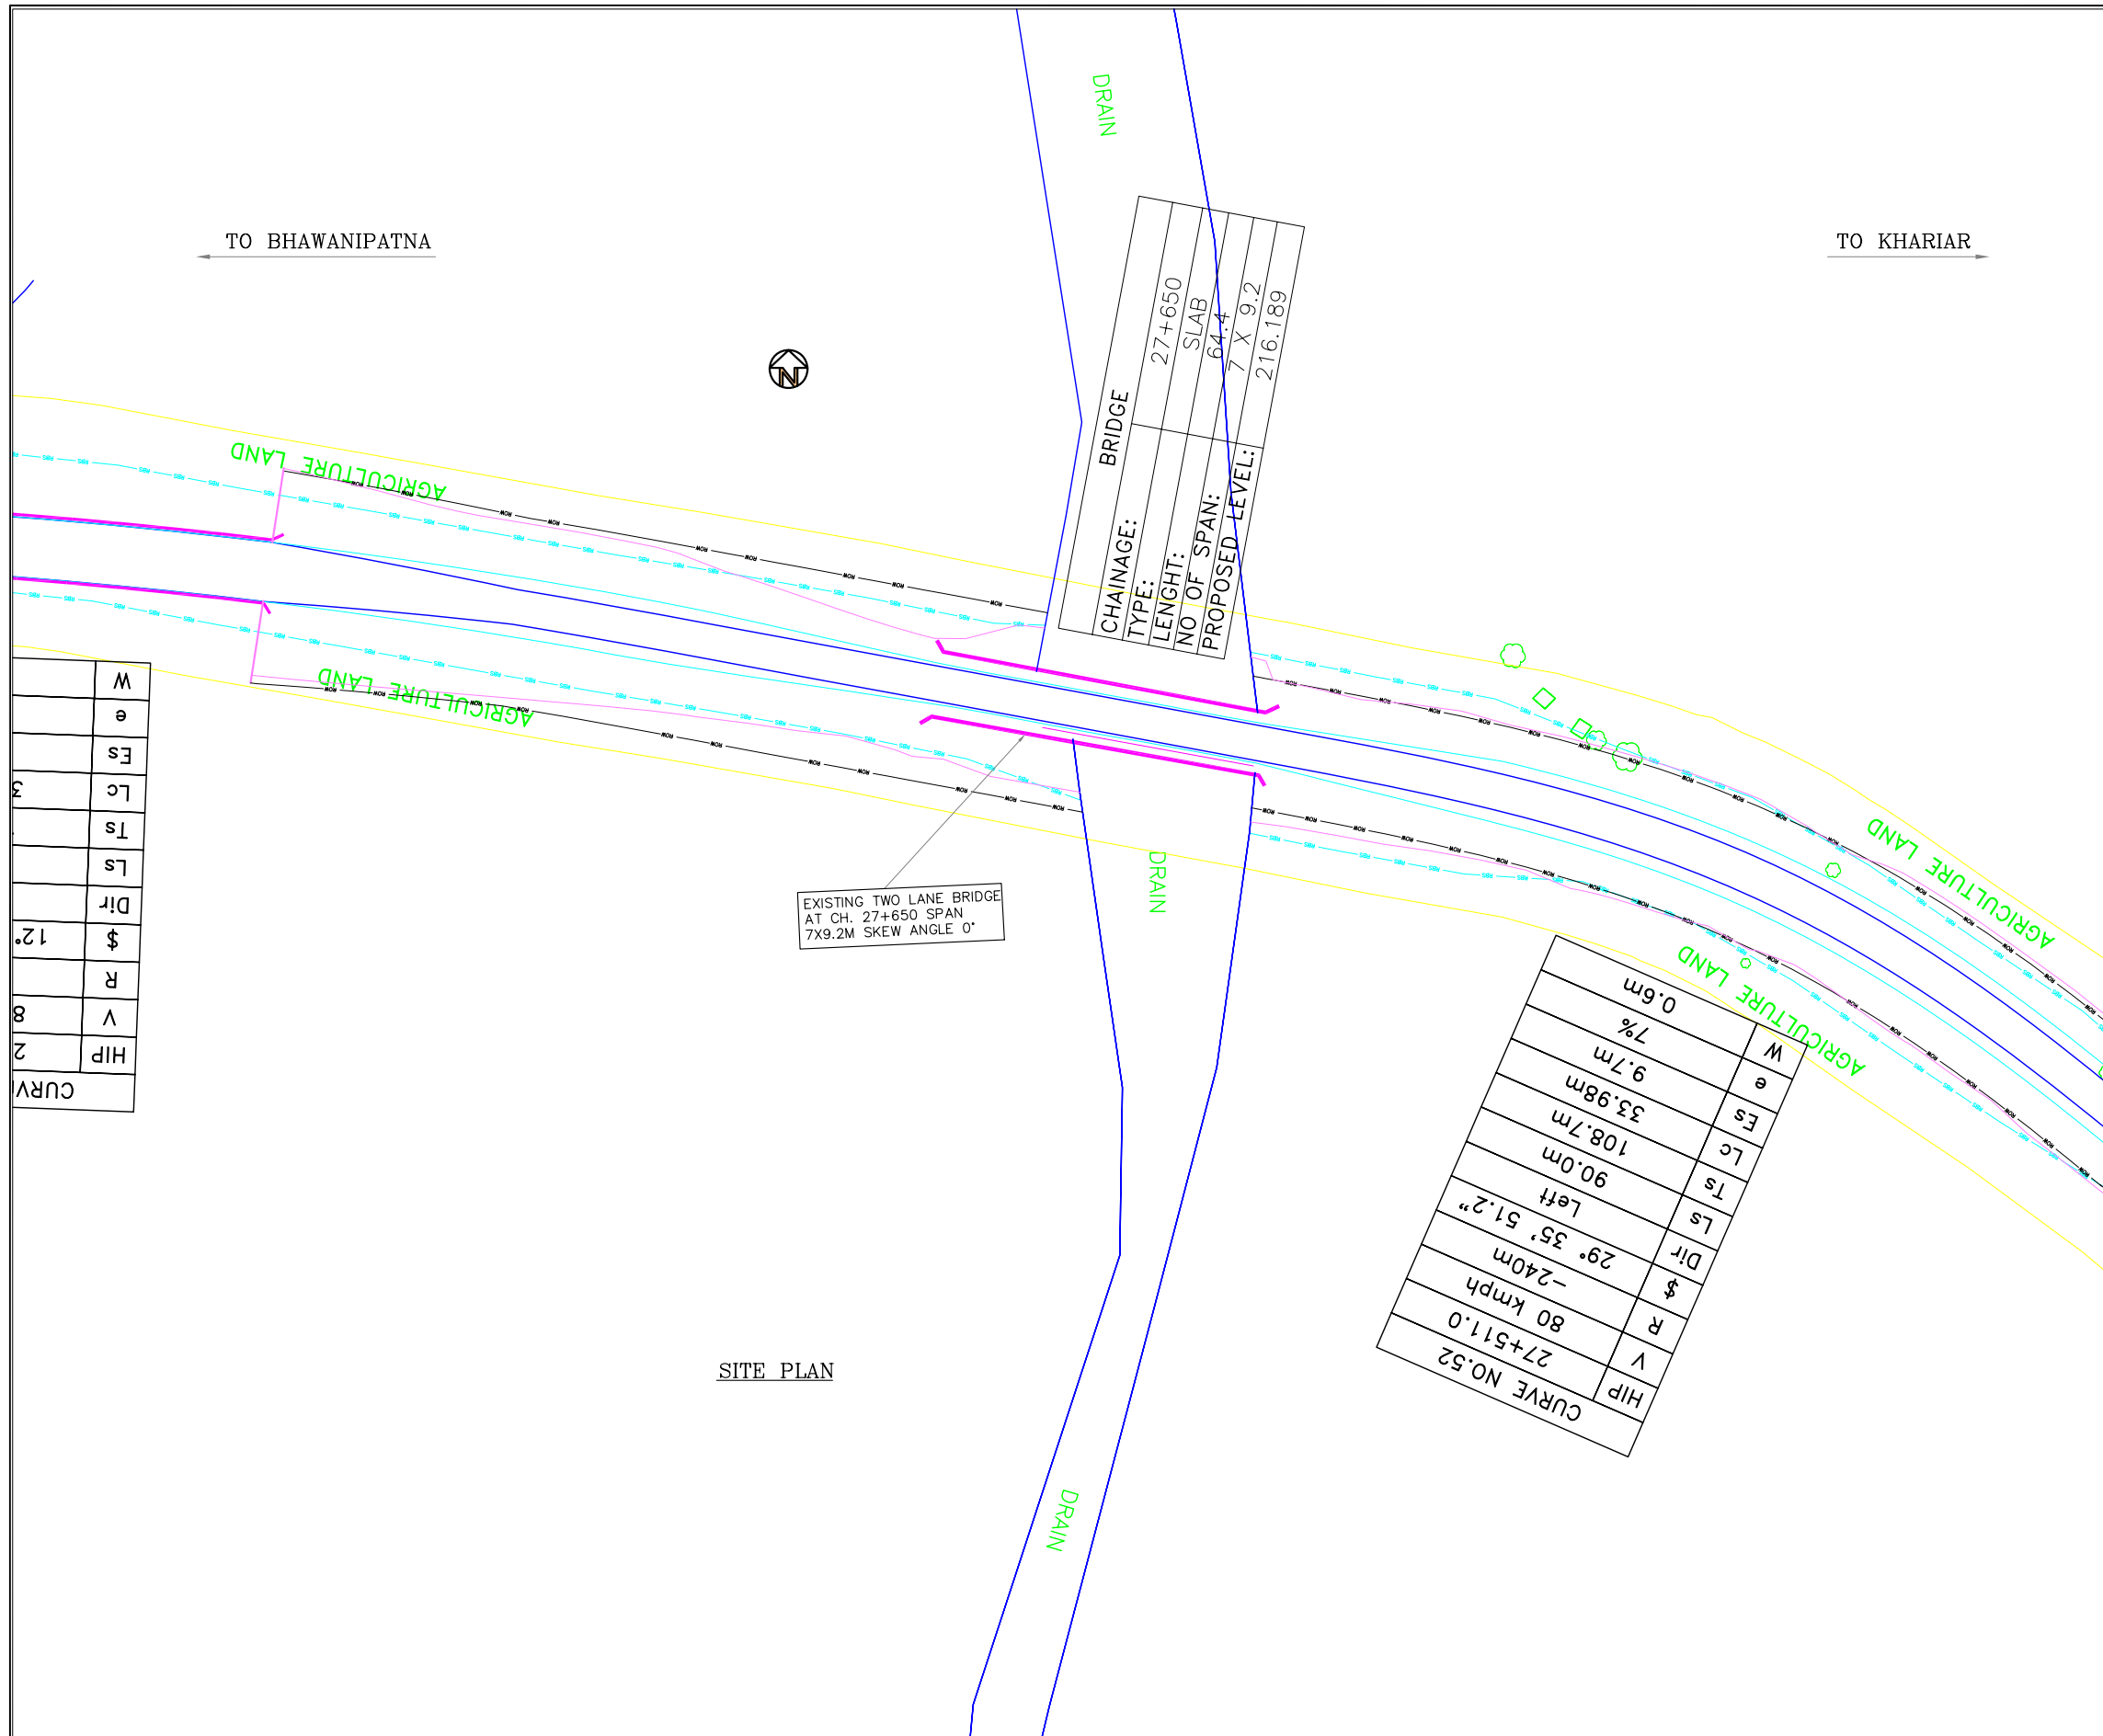 DRAIN
TO BHAWANIPATNA
TO KHARIAR
N
BRIDGE
CHAINAGE: 27+650
TYPE: SLAB
LENGHT: 64.4
NO OF SPAN: 7 X 9.2
PROPOSED LEVEL: 216.189
AGRICULTURE LAND
AGRICULTURE LAND
AGRICULTURE LAND
AGRICULTURE LAND
DRAIN
EXISTING TWO LANE BRIDGE
AT CH. 27+650 SPAN
7X9.2M SKEW ANGLE 0°
HIP 2
V 8
R
$ 12°
Dir
Ls
Ts
Lc 3
Es
e
W
CURVE NO.52
HIP 27+511.0
V 80 kmph
R -240m
$ 29° 35' 51.2"
Dir Left
Ls 90.0m
Ts 108.7m
Lc 33.98m
Es 9.7m
e 7%
W 0.6m
SITE PLAN
DRAIN